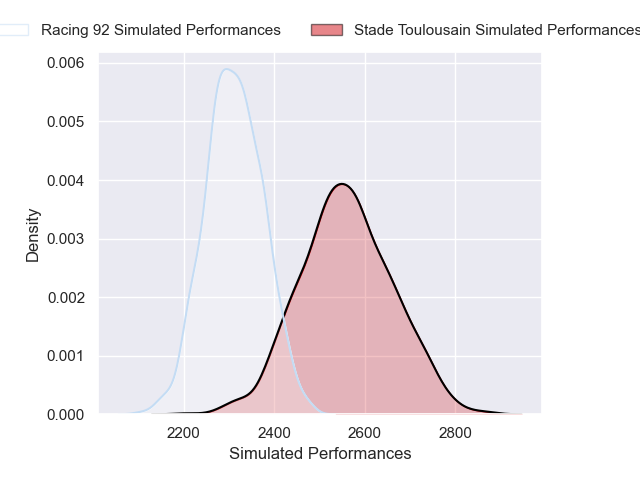 Racing 92 Simulated Performances
Stade Toulousain Simulated Performances
0.006
0.005
0.004
0.003
0.002
0.001
0.000
Density
2200
2400
2600
2800
Simulated Performances